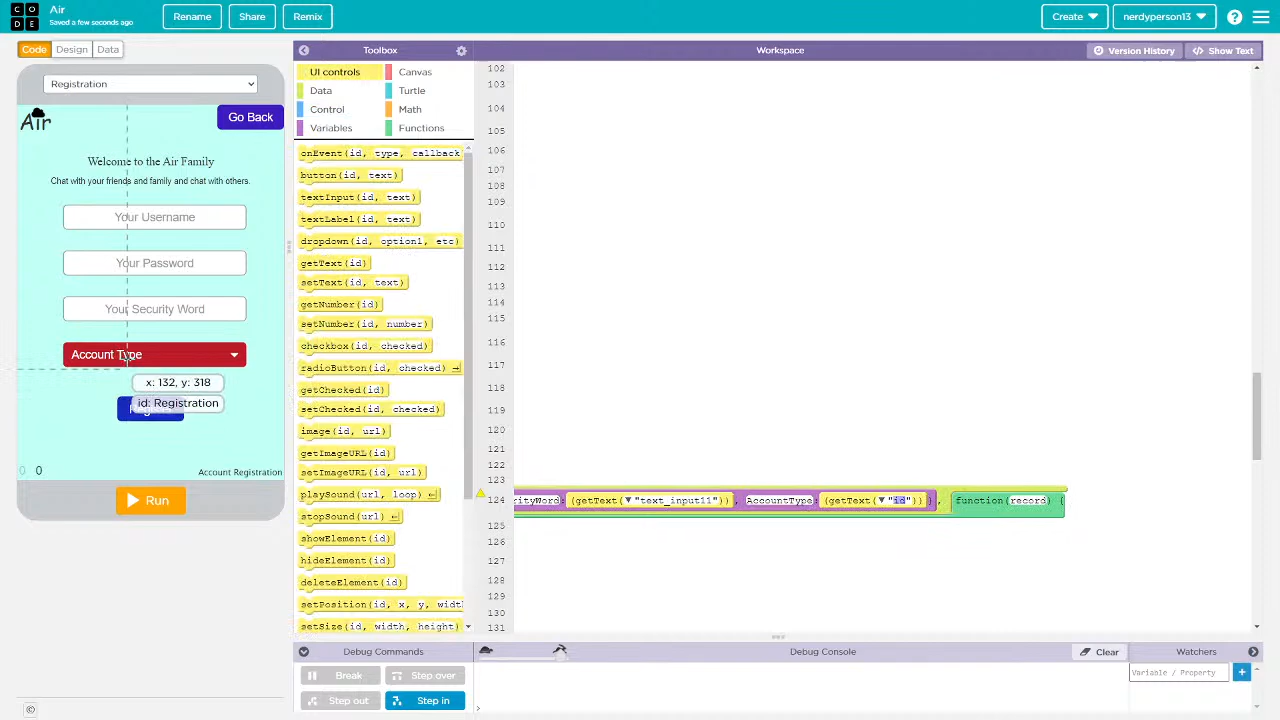 CODE
Air
Saved a few seconds ago
Rename
Share
Remix
Create
nerdyperson13
?
Code
Design
Data
Toolbox
Workspace
Version History
Show Text
Registration
Air
Go Back
Welcome to the Air Family
Chat with your friends and family and chat with others.
Your Username
Your Password
Your Security Word
Account Type
x: 132, y: 318
id: Registration
0 0
Account Registration
Run
UI controls
Canvas
Data
Turtle
Control
Math
Variables
Functions
onEvent(id, type, callback
button(id, text)
textInput(id, text)
textLabel(id, text)
dropdown(id, option1, etc)
getText(id)
setText(id, text)
getNumber(id)
setNumber(id, number)
checkbox(id, checked)
radioButton(id, checked)
getChecked(id)
setChecked(id, checked)
image(id, url)
getImageURL(id)
setImageURL(id, url)
playSound(url, loop)
stopSound(url)
showElement(id)
hideElement(id)
deleteElement(id)
setPosition(id, x, y, widt
setSize(id, width, height)
102
103
104
105
106
107
108
109
110
111
112
113
114
115
116
117
118
119
120
121
122
123
124 rityWord: (getText( "text_input11")), AccountType: (getText( "id")) }, function(record) {
125
126
127
128
129
130
131
Debug Commands
Debug Console
Clear
Watchers
Break
Step over
Step out
Step in
Variable / Property
+
>